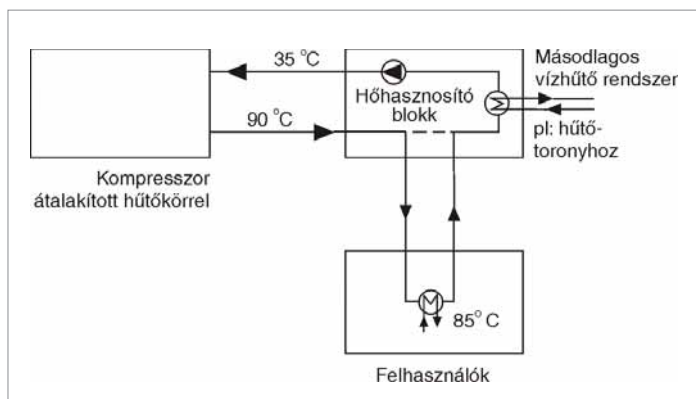 35 °C
Hőhasznosító
blokk
Másodlagos
vízhűtő rendszer
pl: hűtő-
toronyhoz
90 °C
Kompresszor
átalakított hűtőkörrel
85° C
Felhasználók